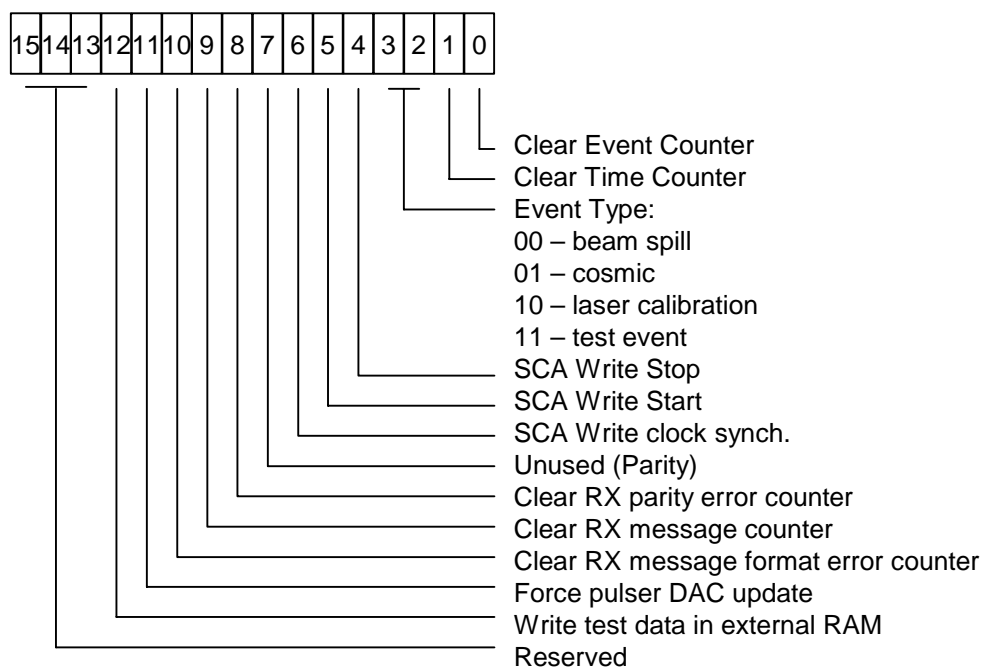 15 14 13 12 11 10 9 8 7 6 5 4 3 2 1 0
Clear Event Counter
Clear Time Counter
Event Type:
00 – beam spill
01 – cosmic
10 – laser calibration
11 – test event
SCA Write Stop
SCA Write Start
SCA Write clock synch.
Unused (Parity)
Clear RX parity error counter
Clear RX message counter
Clear RX message format error counter
Force pulser DAC update
Write test data in external RAM
Reserved